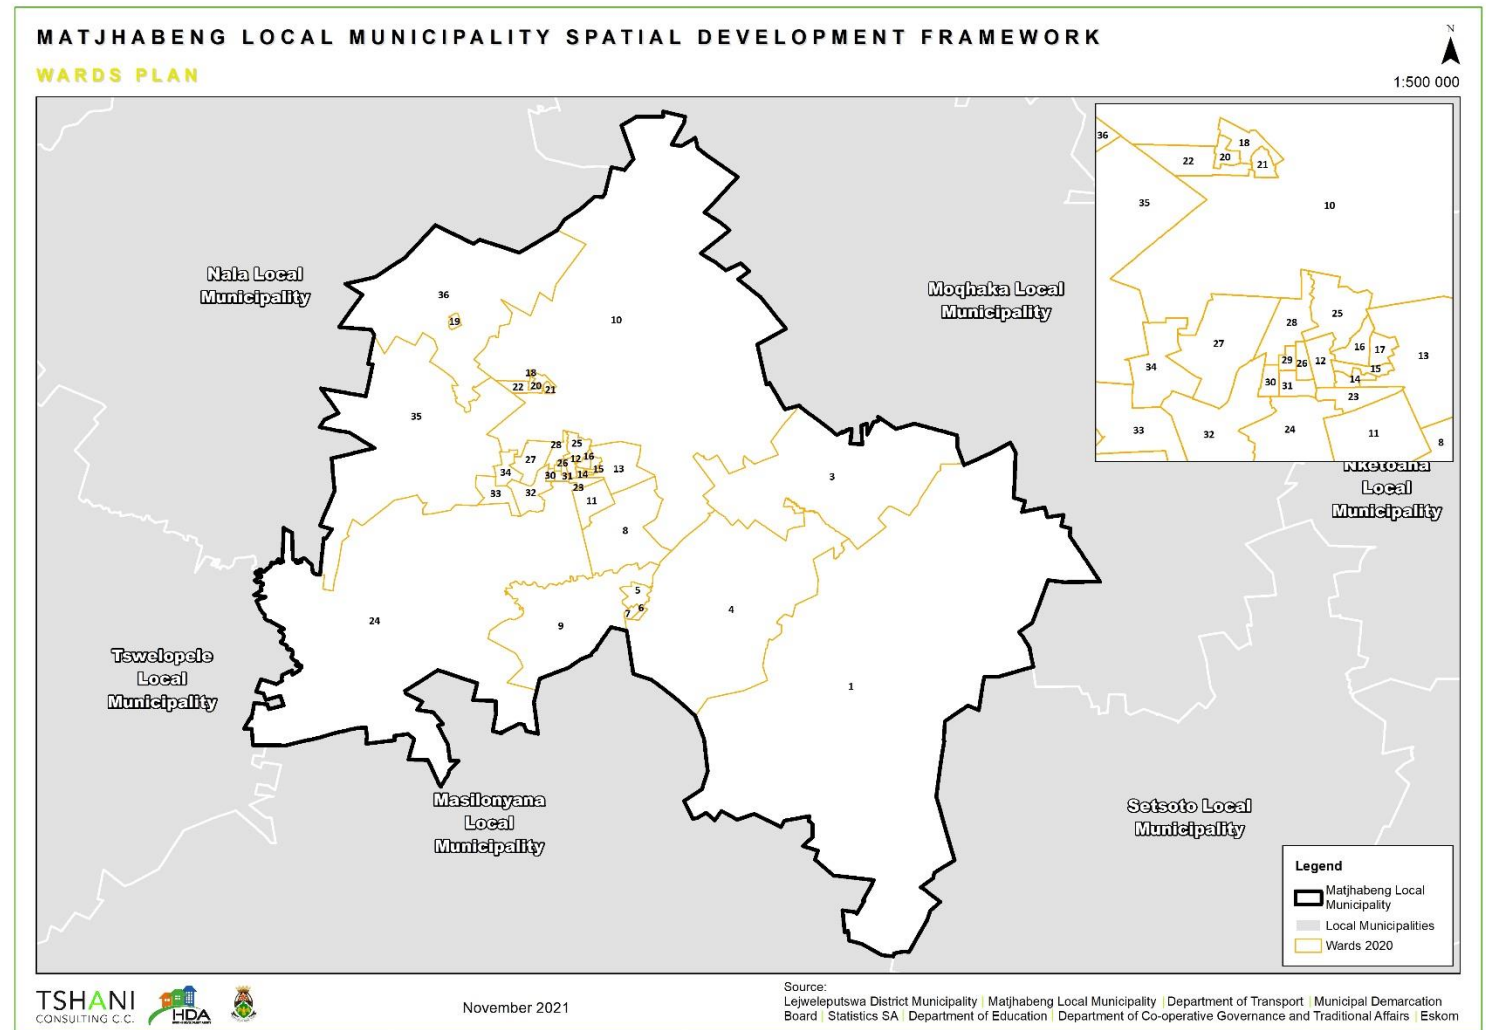 MATJHABENG LOCAL MUNICIPALITY SPATIAL DEVELOPMENT FRAMEWORK
WARDS PLAN
N
1:500 000
36
18
20
22
21
35
10
25
28
27
16
17
13
29
26
12
15
34
14
30
31
23
33
32
24
11
8
Nala Local
Municipality
Moqhaka Local
Municipality
Nketoana
Local
Municipality
36
19
10
18
22
20
21
35
28
25
27
26
12
16
34
30
31
14
15
13
33
32
23
11
3
8
5
6
7
4
24
9
1
Tswelopele
Local
Municipality
Masilonyana
Local
Municipality
Setsoto Local
Municipality
Legend
Matjhabeng Local
Municipality
Local Municipalities
Wards 2020
TSHANI
CONSULTING C.C.
HDA
November 2021
Source:
Lejweleputswa District Municipality | Matjhabeng Local Municipality | Department of Transport | Municipal Demarcation
Board | Statistics SA | Department of Education | Department of Co-operative Governance and Traditional Affairs | Eskom